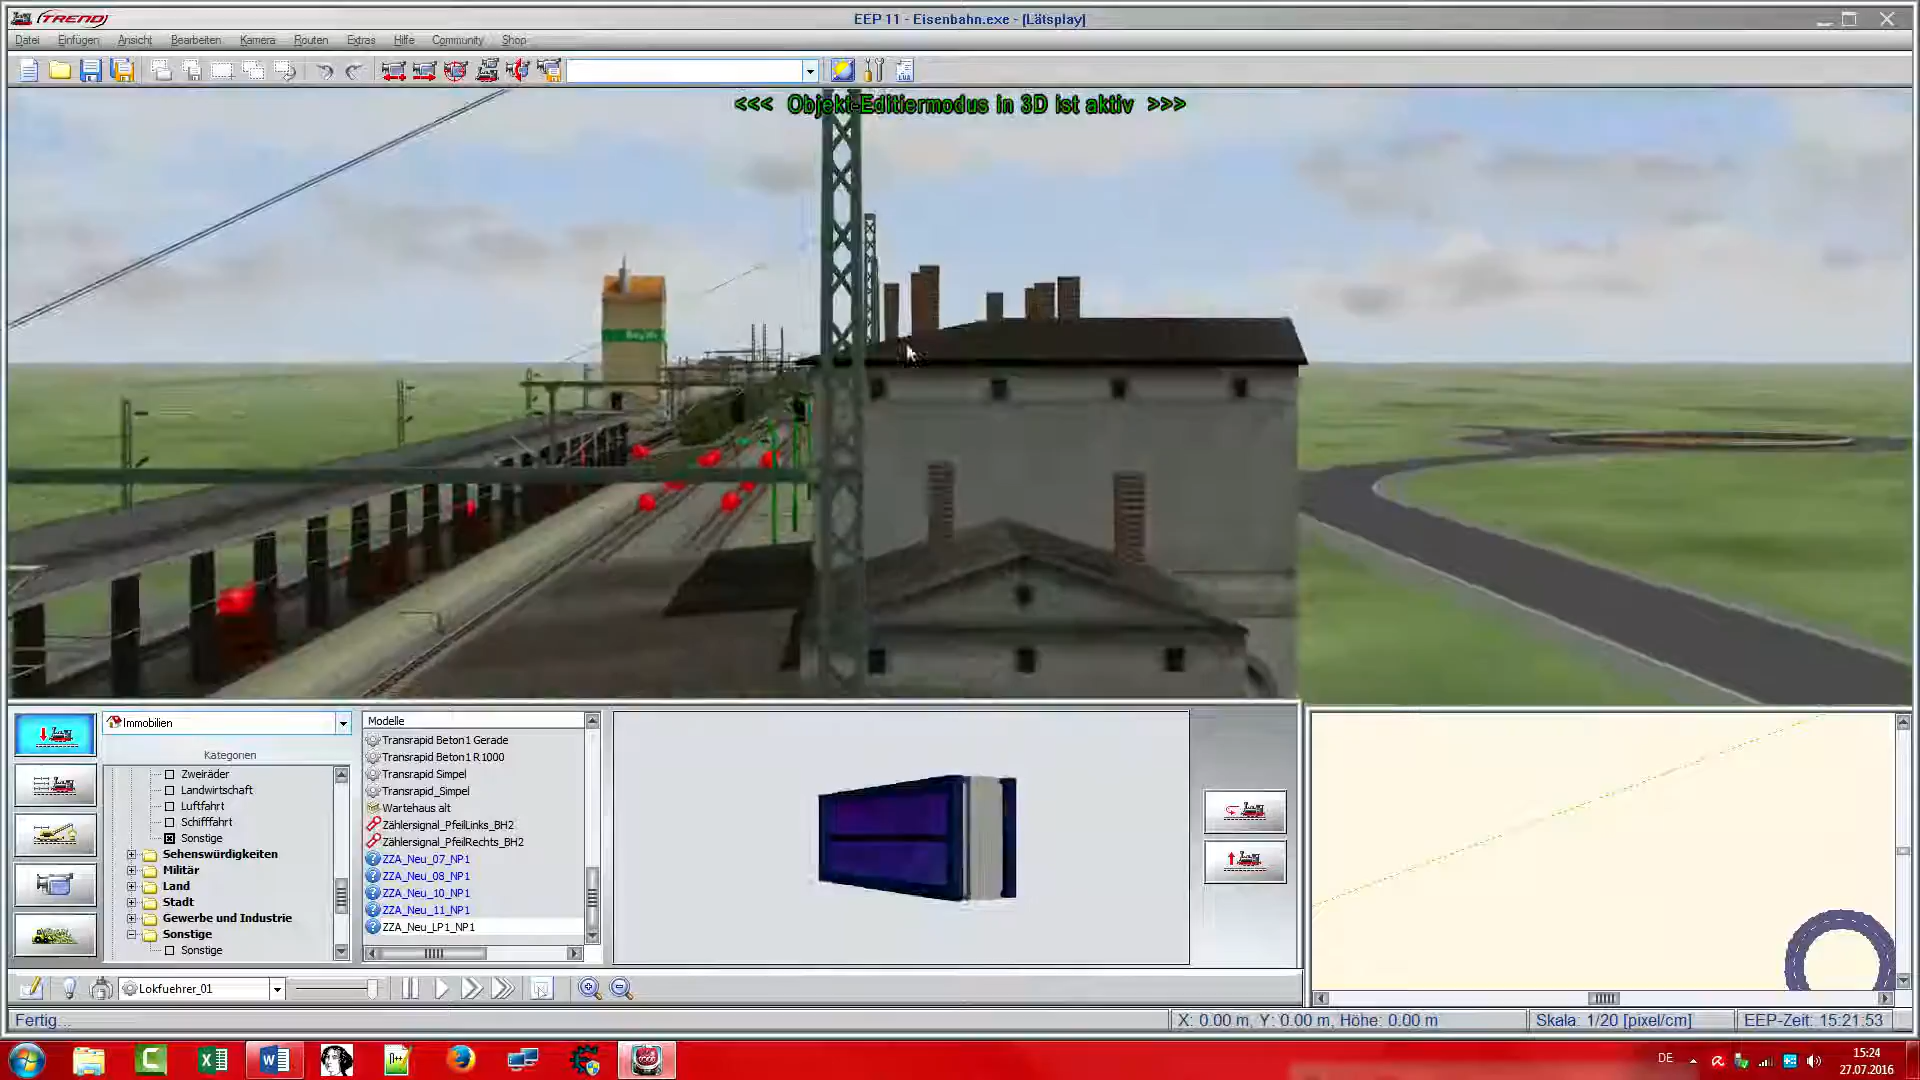 TREND
EEP 11 - Eisenbahn.exe - [Lätsplay]
Datei Einfügen Ansicht Bearbeiten Kamera Routen Extras Hilfe Community Shop
LUA
<<< Objekt-Editiermodus in 3D ist aktiv >>>
BayWa
Immobilien
Kategorien
Zweiräder
Landwirtschaft
Luftfahrt
Schifffahrt
Sonstige
Sehenswürdigkeiten
Militär
Land
Stadt
Gewerbe und Industrie
Sonstige
Sonstige
Modelle
Transrapid Beton1 Gerade
Transrapid Beton1 R1000
Transrapid Simpel
Transrapid_Simpel
Wartehaus alt
Zählersignal_PfeilLinks_BH2
Zählersignal_PfeilRechts_BH2
ZZA_Neu_07_NP1
ZZA_Neu_08_NP1
ZZA_Neu_10_NP1
ZZA_Neu_11_NP1
ZZA_Neu_LP1_NP1
Lokfuehrer_01
Fertig...
X: 0.00 m, Y: 0.00 m, Höhe: 0.00 m
Skala: 1/20 [pixel/cm]
EEP-Zeit: 15:21:53
DE
15:24
27.07.2016